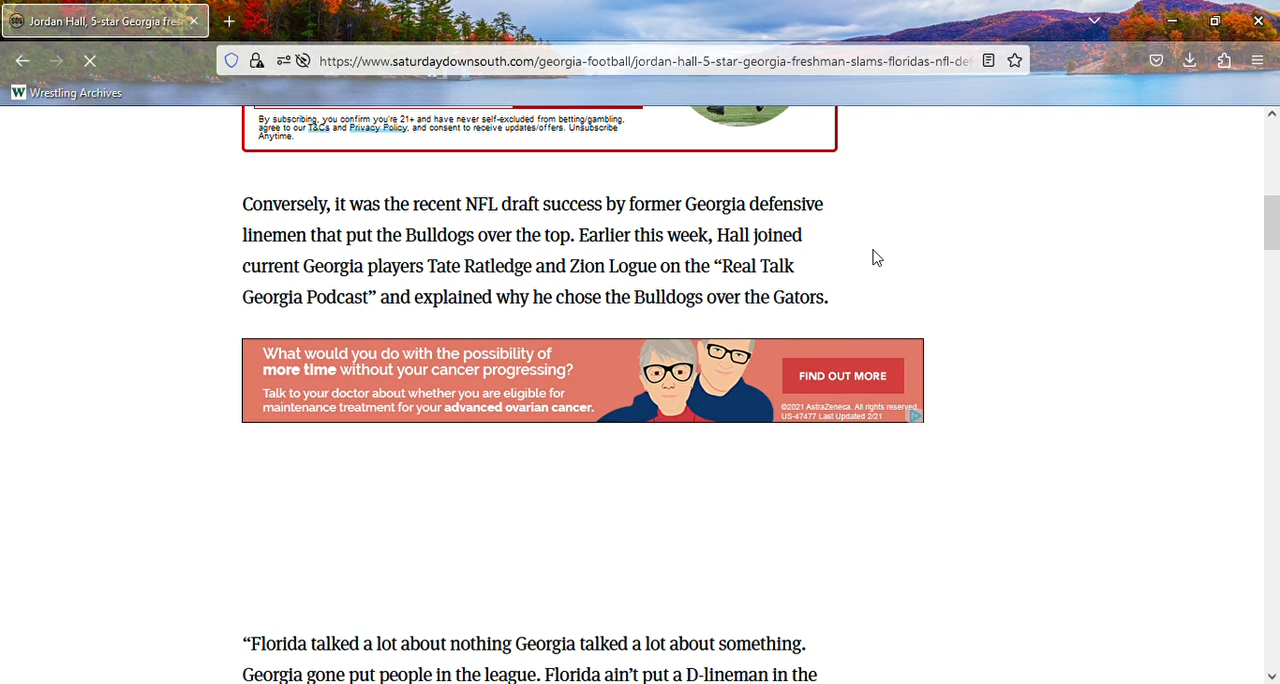 Jordan Hall, 5-star Georgia fres
https://www.saturdaydownsouth.com/georgia-football/jordan-hall-5-star-georgia-freshman-slams-floridas-nfl-def
W Wrestling Archives
By subscribing, you confirm you're 21+ and have never self-excluded from betting/gambling,
agree to our T&Cs and Privacy Policy, and consent to receive updates/offers. Unsubscribe
Anytime.
Conversely, it was the recent NFL draft success by former Georgia defensive
linemen that put the Bulldogs over the top. Earlier this week, Hall joined
current Georgia players Tate Ratledge and Zion Logue on the “Real Talk
Georgia Podcast” and explained why he chose the Bulldogs over the Gators.
What would you do with the possibility of
more time without your cancer progressing?
Talk to your doctor about whether you are eligible for
maintenance treatment for your advanced ovarian cancer.
FIND OUT MORE
©2021 AstraZeneca. All rights reserved.
US-47477 Last Updated 2/21
“Florida talked a lot about nothing Georgia talked a lot about something.
Georgia gone put people in the league. Florida ain’t put a D-lineman in the